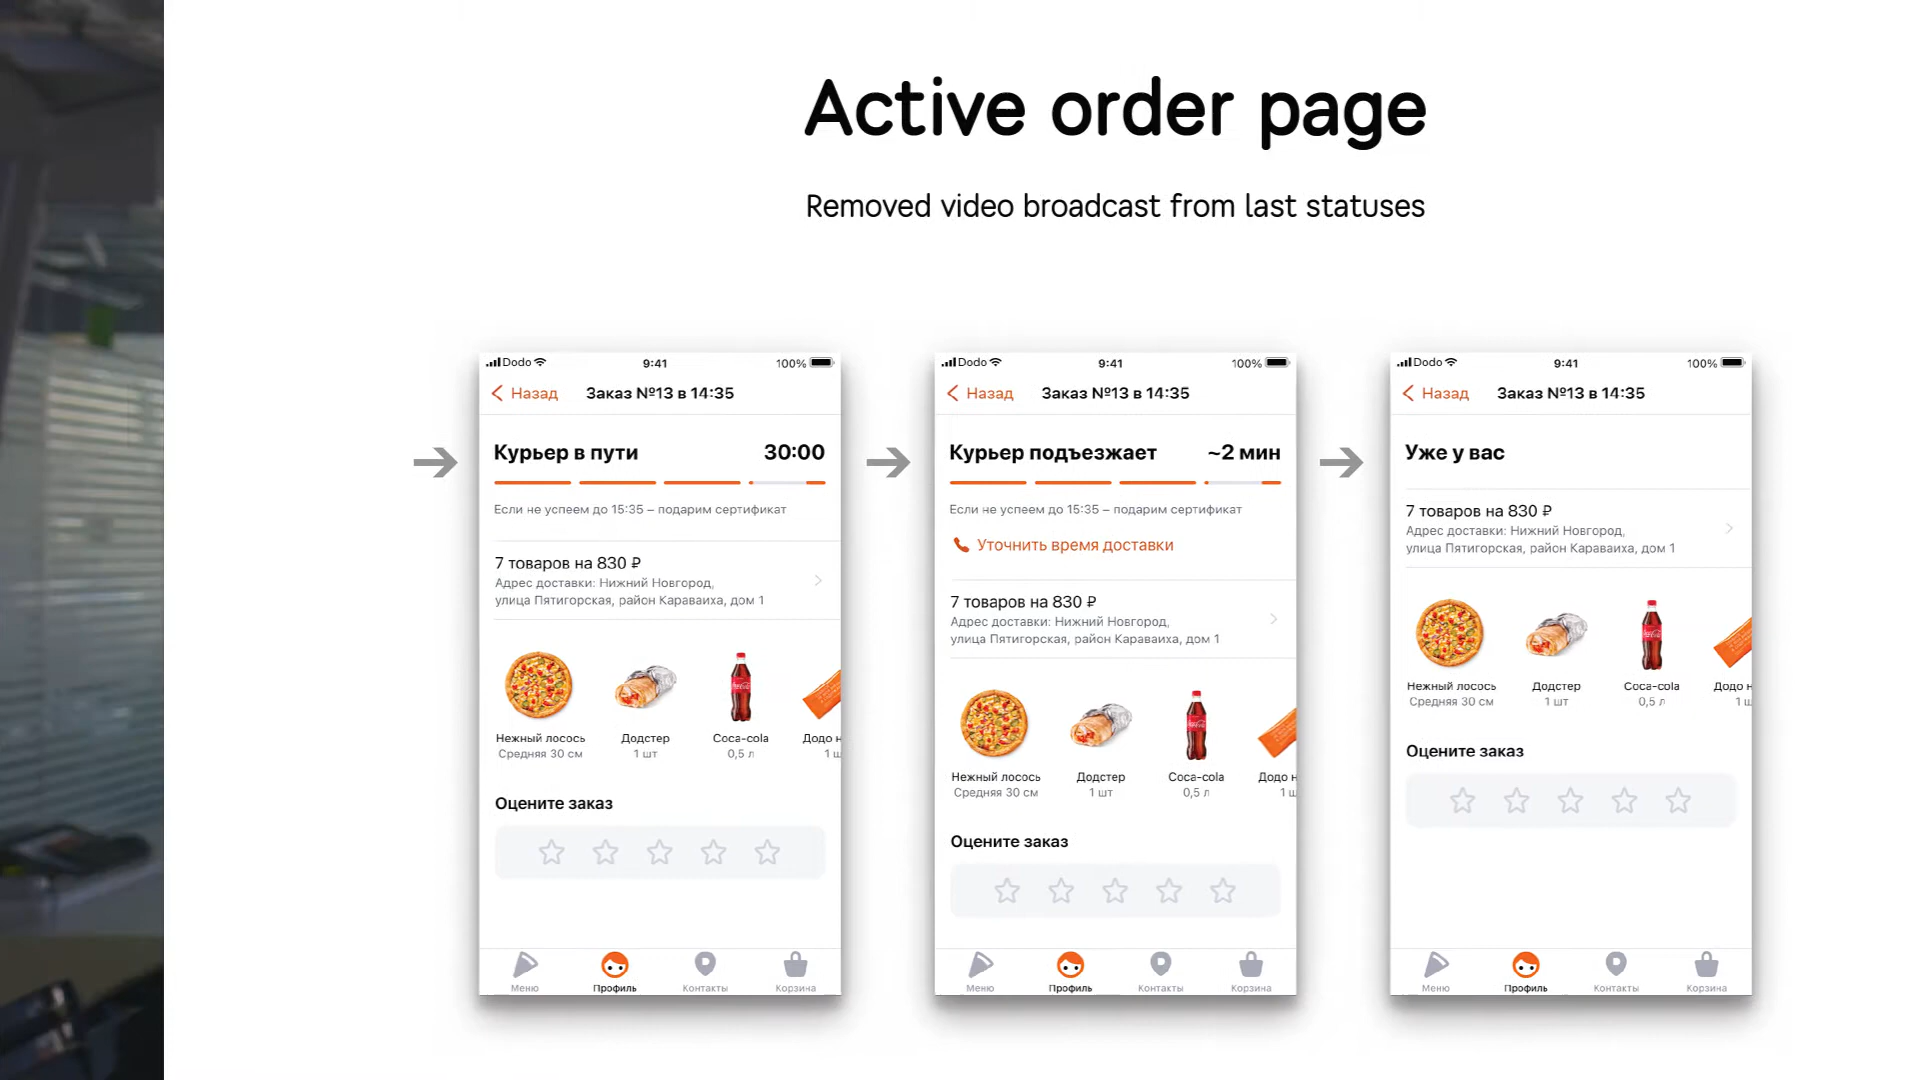 Active order page
Removed video broadcast from last statuses
Dodo
9:41
100%
Назад
Заказ №13 в 14:35
Курьер в пути
30:00
Если не успеем до 15:35 – подарим сертификат
7 товаров на 830 ₽
Адрес доставки: Нижний Новгород,
улица Пятигорская, район Караваиха, дом 1
Нежный лосось
Средняя 30 см
Додстер
1 шт
Coca-cola
0,5 л
Додо н
1 ш
Оцените заказ
Меню
Профиль
Контакты
Корзина
Dodo
9:41
100%
Назад
Заказ №13 в 14:35
Курьер подъезжает
~2 мин
Если не успеем до 15:35 – подарим сертификат
Уточнить время доставки
7 товаров на 830 ₽
Адрес доставки: Нижний Новгород,
улица Пятигорская, район Караваиха, дом 1
Нежный лосось
Средняя 30 см
Додстер
1 шт
Coca-cola
0,5 л
Додо н
1 ш
Оцените заказ
Меню
Профиль
Контакты
Корзина
Dodo
9:41
100%
Назад
Заказ №13 в 14:35
Уже у вас
7 товаров на 830 ₽
Адрес доставки: Нижний Новгород,
улица Пятигорская, район Караваиха, дом 1
Нежный лосось
Средняя 30 см
Додстер
1 шт
Coca-cola
0,5 л
Додо н
1 ш
Оцените заказ
Меню
Профиль
Контакты
Корзина